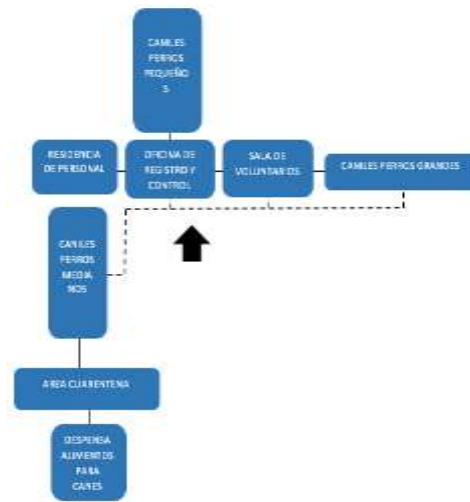 CANILES
PERROS
PEQUEÑO
S
RESIDENCIA
DE PERSONAL
OFICINA DE
REGISTRO Y
CONTROL
SALA DE
VOLUNTARIOS
CANILES PERROS GRANDES
CANILES
PERROS
MEDIA
NOS
AREA CUARENTENA
DESPENSA
ALIMENTOS
PARA
CANES